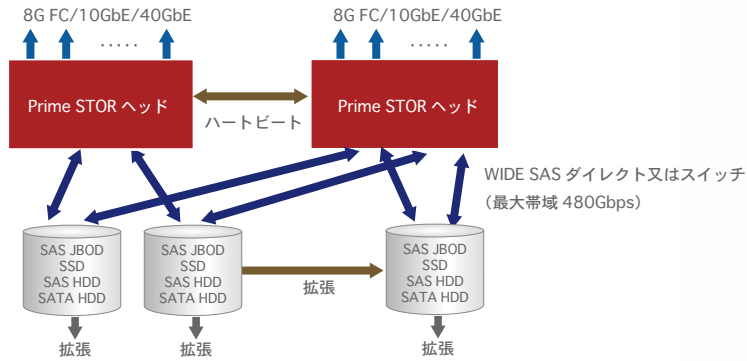 8G FC/10GbE/40GbE
8G FC/10GbE/40GbE
.....
.....
Prime STOR ヘッド
Prime STOR ヘッド
ハートビート
WIDE SAS ダイレクト又はスイッチ
（最大帯域 480Gbps）
SAS JBOD
SSD
SAS HDD
SATA HDD
SAS JBOD
SSD
SAS HDD
SATA HDD
拡張
SAS JBOD
SSD
SAS HDD
SATA HDD
拡張
拡張
拡張